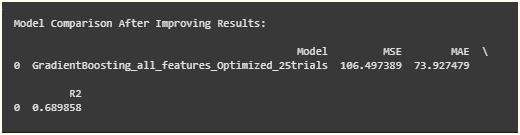 Model Comparison After Improving Results:
Model MSE MAE \
0 GradientBoosting_all_features_Optimized_25trials 106.497389 73.927479
R2
0 0.689858